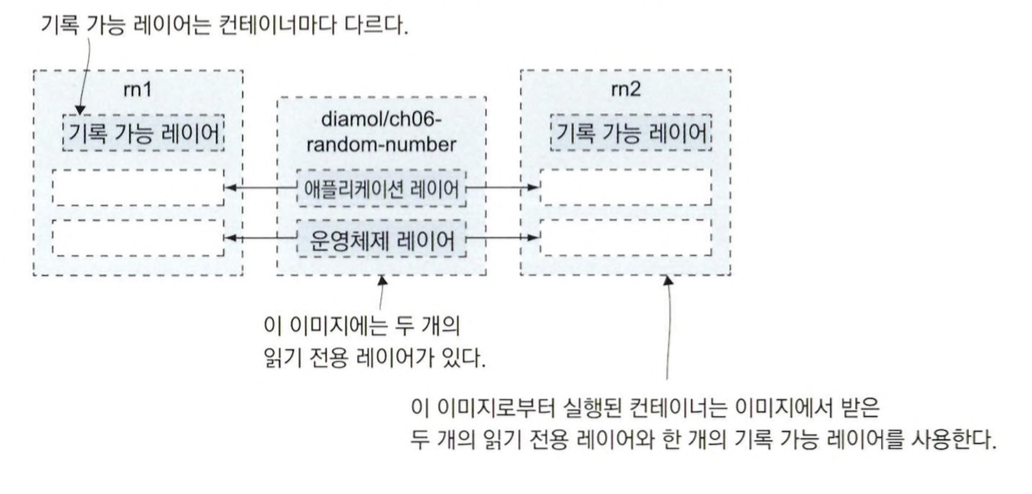 기록 가능 레이어는 컨테이너마다 다르다.
rn1
기록 가능 레이어
diamol/ch06-
random-number
애플리케이션 레이어
운영체제 레이어
rn2
기록 가능 레이어
이 이미지에는 두 개의
읽기 전용 레이어가 있다.
이 이미지로부터 실행된 컨테이너는 이미지에서 받은
두 개의 읽기 전용 레이어와 한 개의 기록 가능 레이어를 사용한다.